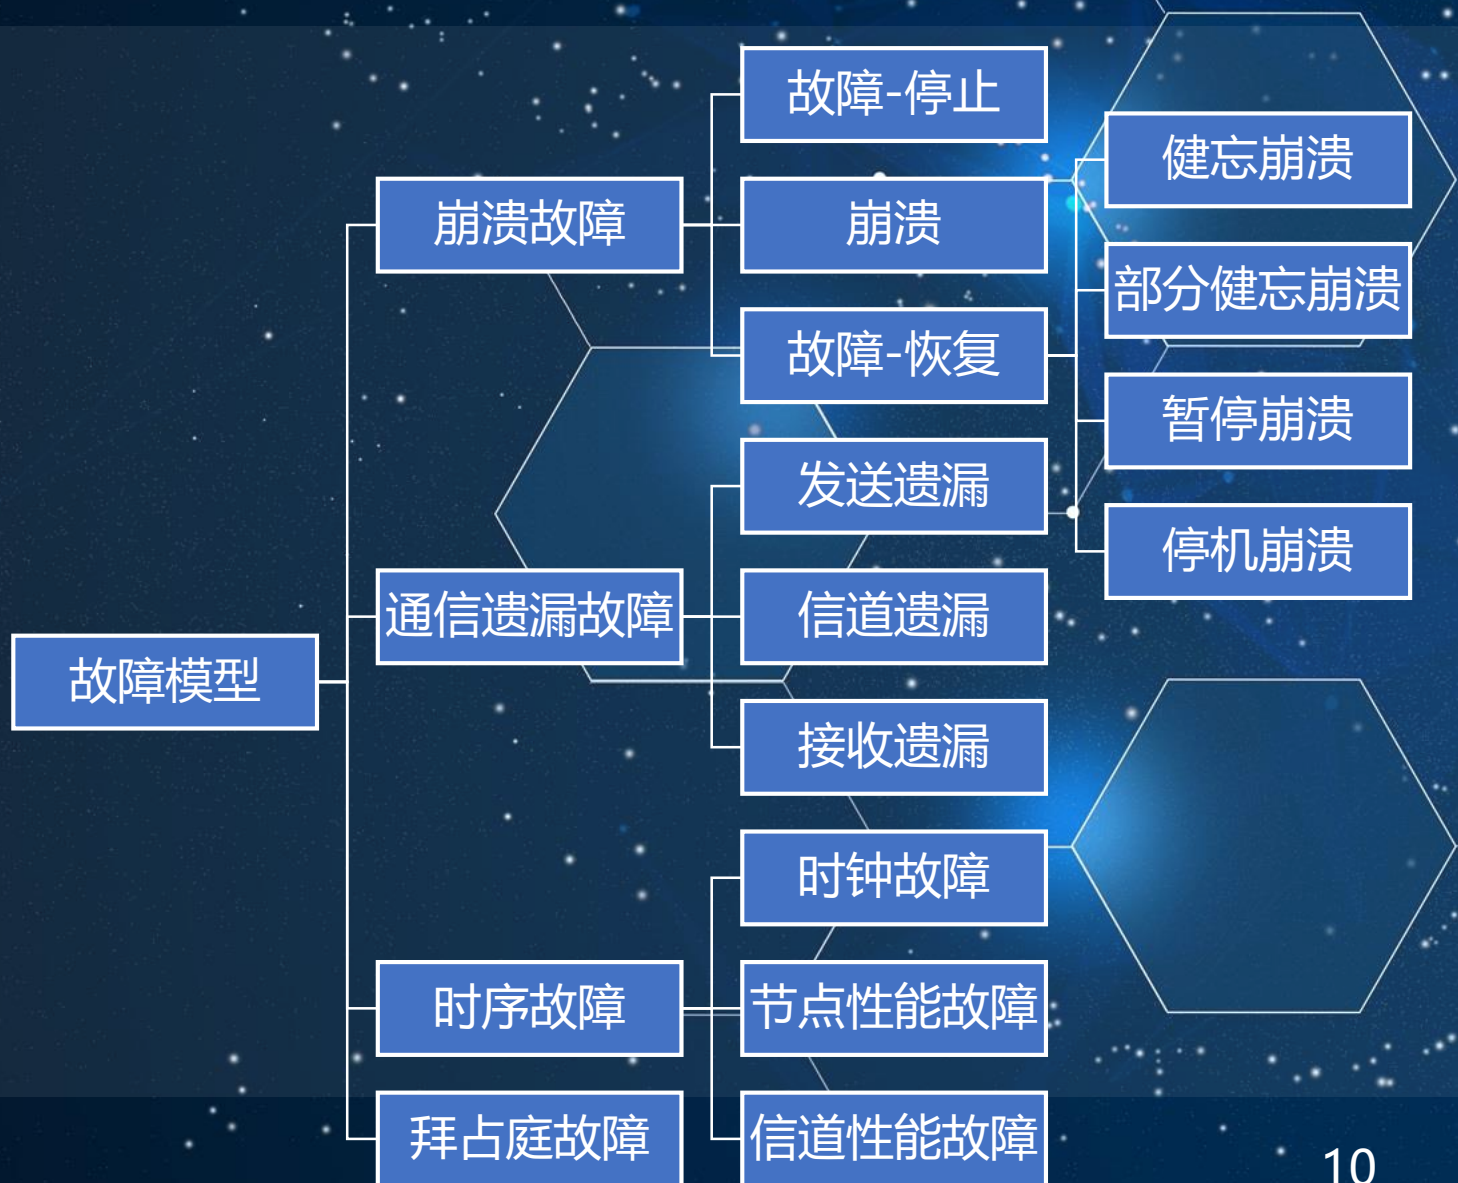 故障模型
崩溃故障
故障-停止
崩溃
故障-恢复
健忘崩溃
部分健忘崩溃
暂停崩溃
停机崩溃
通信遗漏故障
发送遗漏
信道遗漏
接收遗漏
时序故障
时钟故障
节点性能故障
信道性能故障
拜占庭故障
10